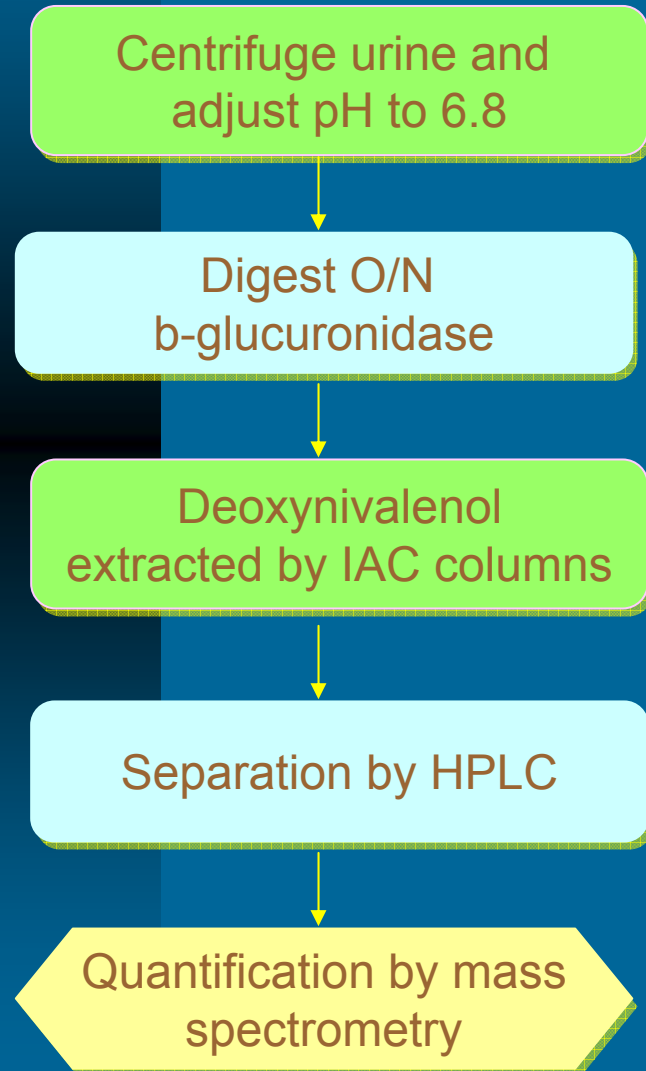 Centrifuge urine and
adjust pH to 6.8
Digest O/N
b-glucuronidase
Deoxynivalenol
extracted by IAC columns
Separation by HPLC
Quantification by mass
spectrometry